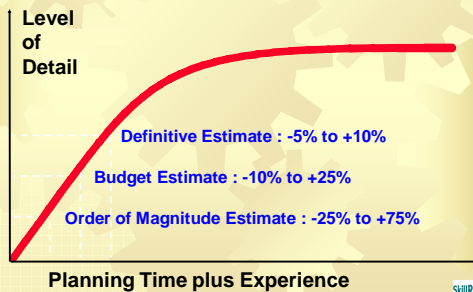 Level
of
Detail
Definitive Estimate : -5% to +10%
Budget Estimate : -10% to +25%
Order of Magnitude Estimate : -25% to +75%
Planning Time plus Experience